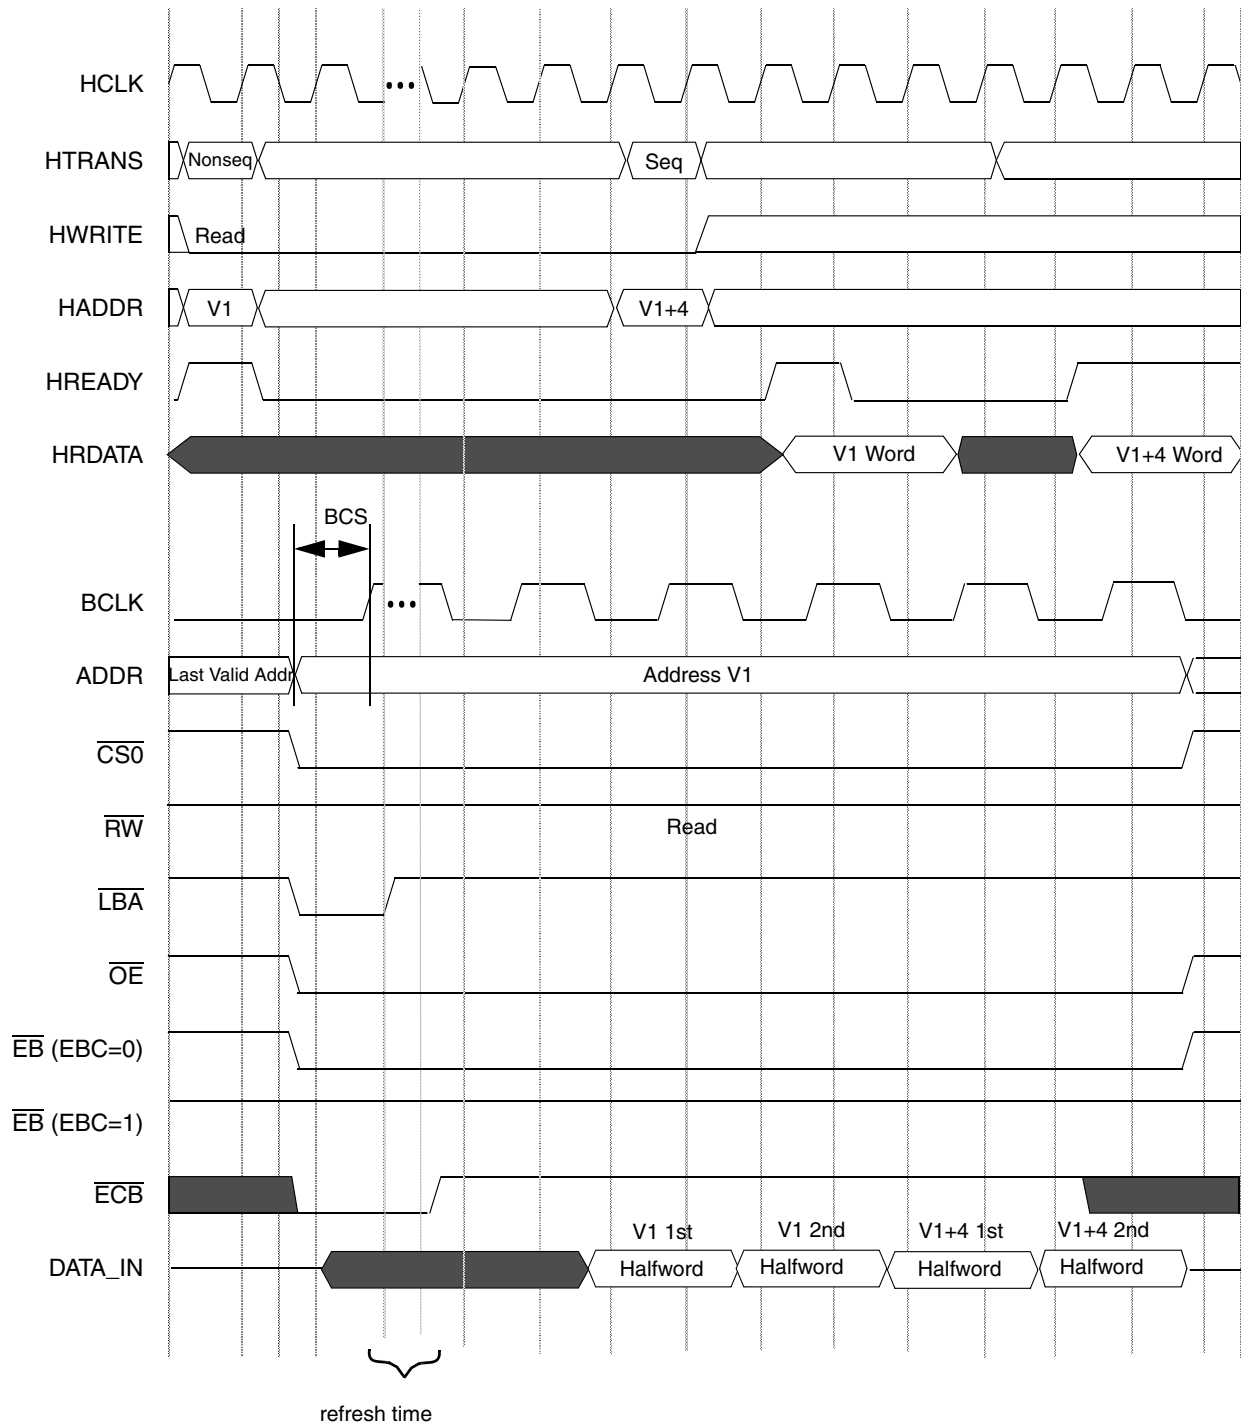 HCLK
HTRANS Nonseq Seq
HWRITE Read
HADDR V1 V1+4
HREADY
HRDATA V1 Word V1+4 Word
BCS
BCLK
ADDR Last Valid Addr Address V1
CS0
RW Read
LBA
OE
EB (EBC=0)
EB (EBC=1)
ECB
V1 1st V1 2nd V1+4 1st V1+4 2nd
DATA_IN Halfword Halfword Halfword Halfword
refresh time